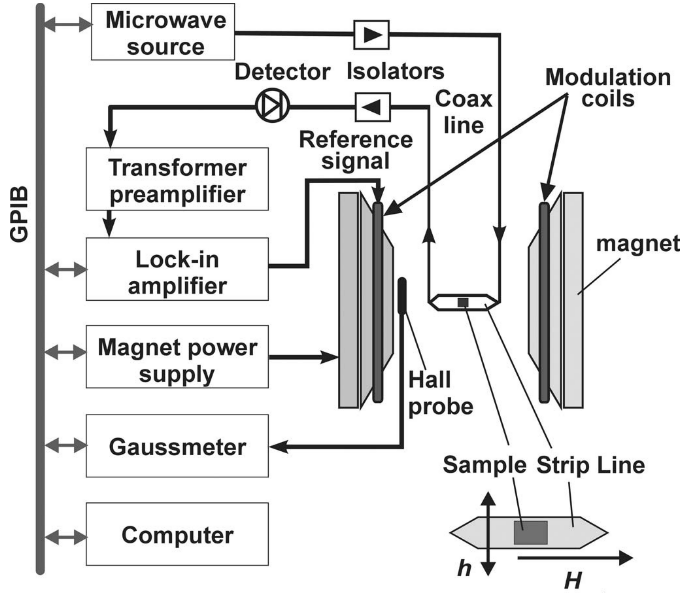 Microwave
source
Detector
Isolators
Modulation
coils
Coax
line
Reference
signal
Transformer
preamplifier
GPIB
Lock-in
amplifier
magnet
Magnet power
supply
Hall
probe
Gaussmeter
Sample
Strip Line
Computer
h
H